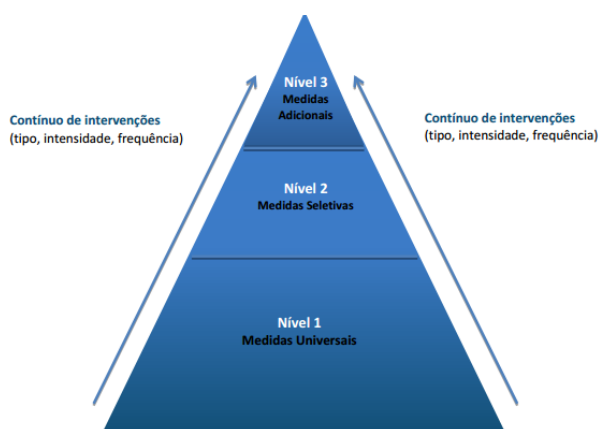 Nível 3
Medidas
Adicionais
Contínuo de intervenções
(tipo, intensidade, frequência)
Contínuo de intervenções
(tipo, intensidade, frequência)
Nível 2
Medidas Seletivas
Nível 1
Medidas Universais